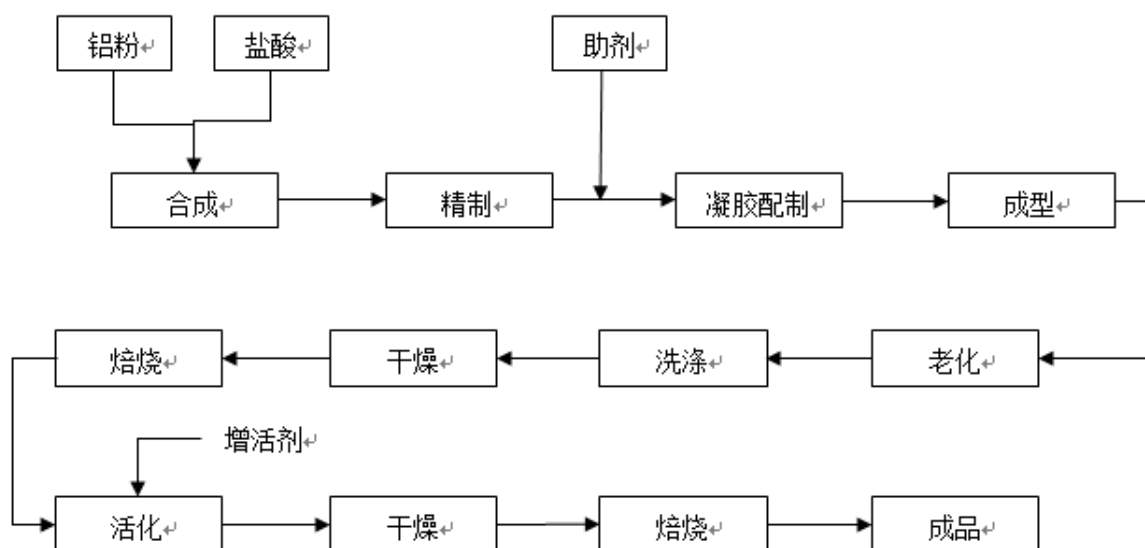 铝粉
盐酸
助剂
合成
精制
凝胶配制
成型
焙烧
干燥
洗涤
老化
增活剂
活化
干燥
焙烧
成品